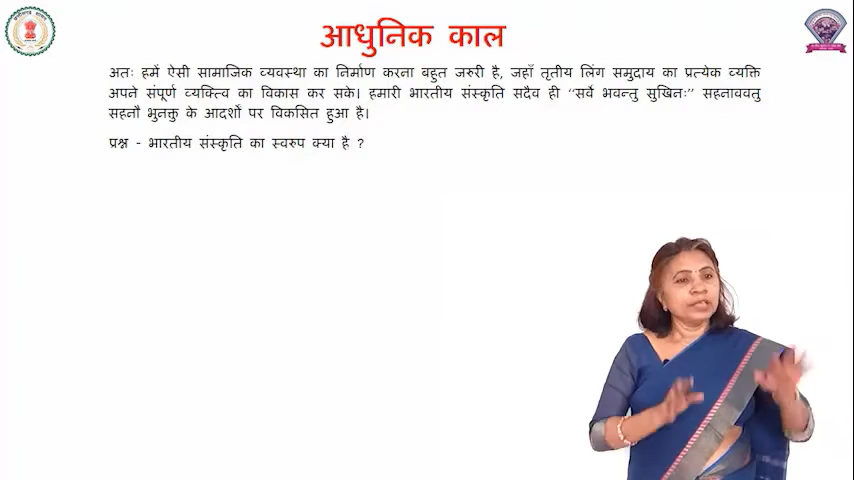 आधुनिक काल
अतः हमें ऐसी सामाजिक व्यवस्था का निर्माण करना बहुत जरुरी है, जहाँ तृतीय लिंग समुदाय का प्रत्येक व्यक्ति
अपने संपूर्ण व्यक्त्वि का विकास कर सके। हमारी भारतीय संस्कृति सदैव ही ‘‘सर्वे भवन्तु सुखिनः’’ सहनाववतु
सहनौ भुनक्तु के आदर्शों पर विकसित हुआ है।
प्रश्न - भारतीय संस्कृति का स्वरुप क्या है ?